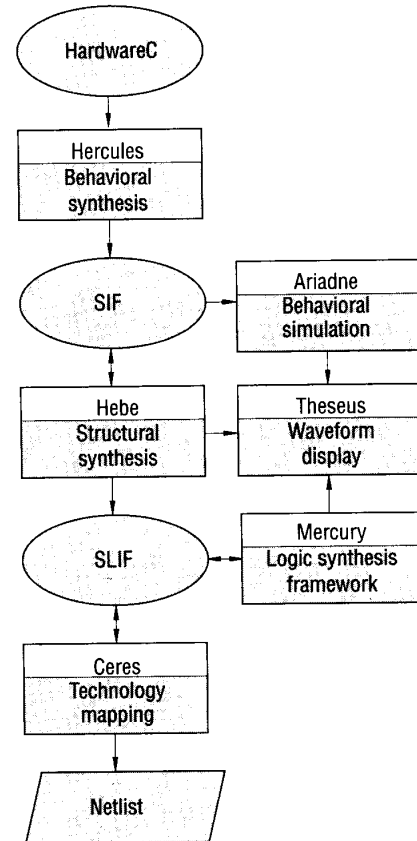 HardwareC
Hercules
Behavioral
synthesis
SIF
Ariadne
Behavioral
simulation
Hebe
Structural
synthesis
Theseus
Waveform
display
SLIF
Mercury
Logic synthesis
framework
Ceres
Technology
mapping
Netlist